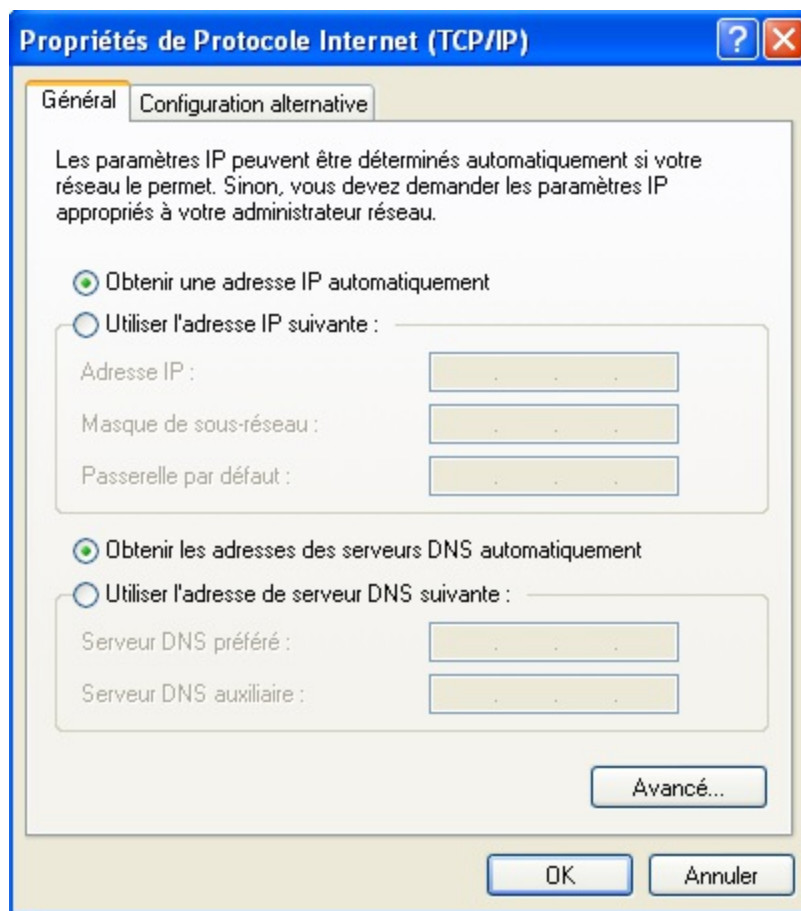 Propriétés de Protocole Internet (TCP/IP)
Général
Configuration alternative
Les paramètres IP peuvent être déterminés automatiquement si votre
réseau le permet. Sinon, vous devez demander les paramètres IP
appropriés à votre administrateur réseau.
Obtenir une adresse IP automatiquement
Utiliser l'adresse IP suivante :
Adresse IP :
Masque de sous-réseau :
Passerelle par défaut :
Obtenir les adresses des serveurs DNS automatiquement
Utiliser l'adresse de serveur DNS suivante :
Serveur DNS préféré :
Serveur DNS auxiliaire :
Avancé...
OK
Annuler